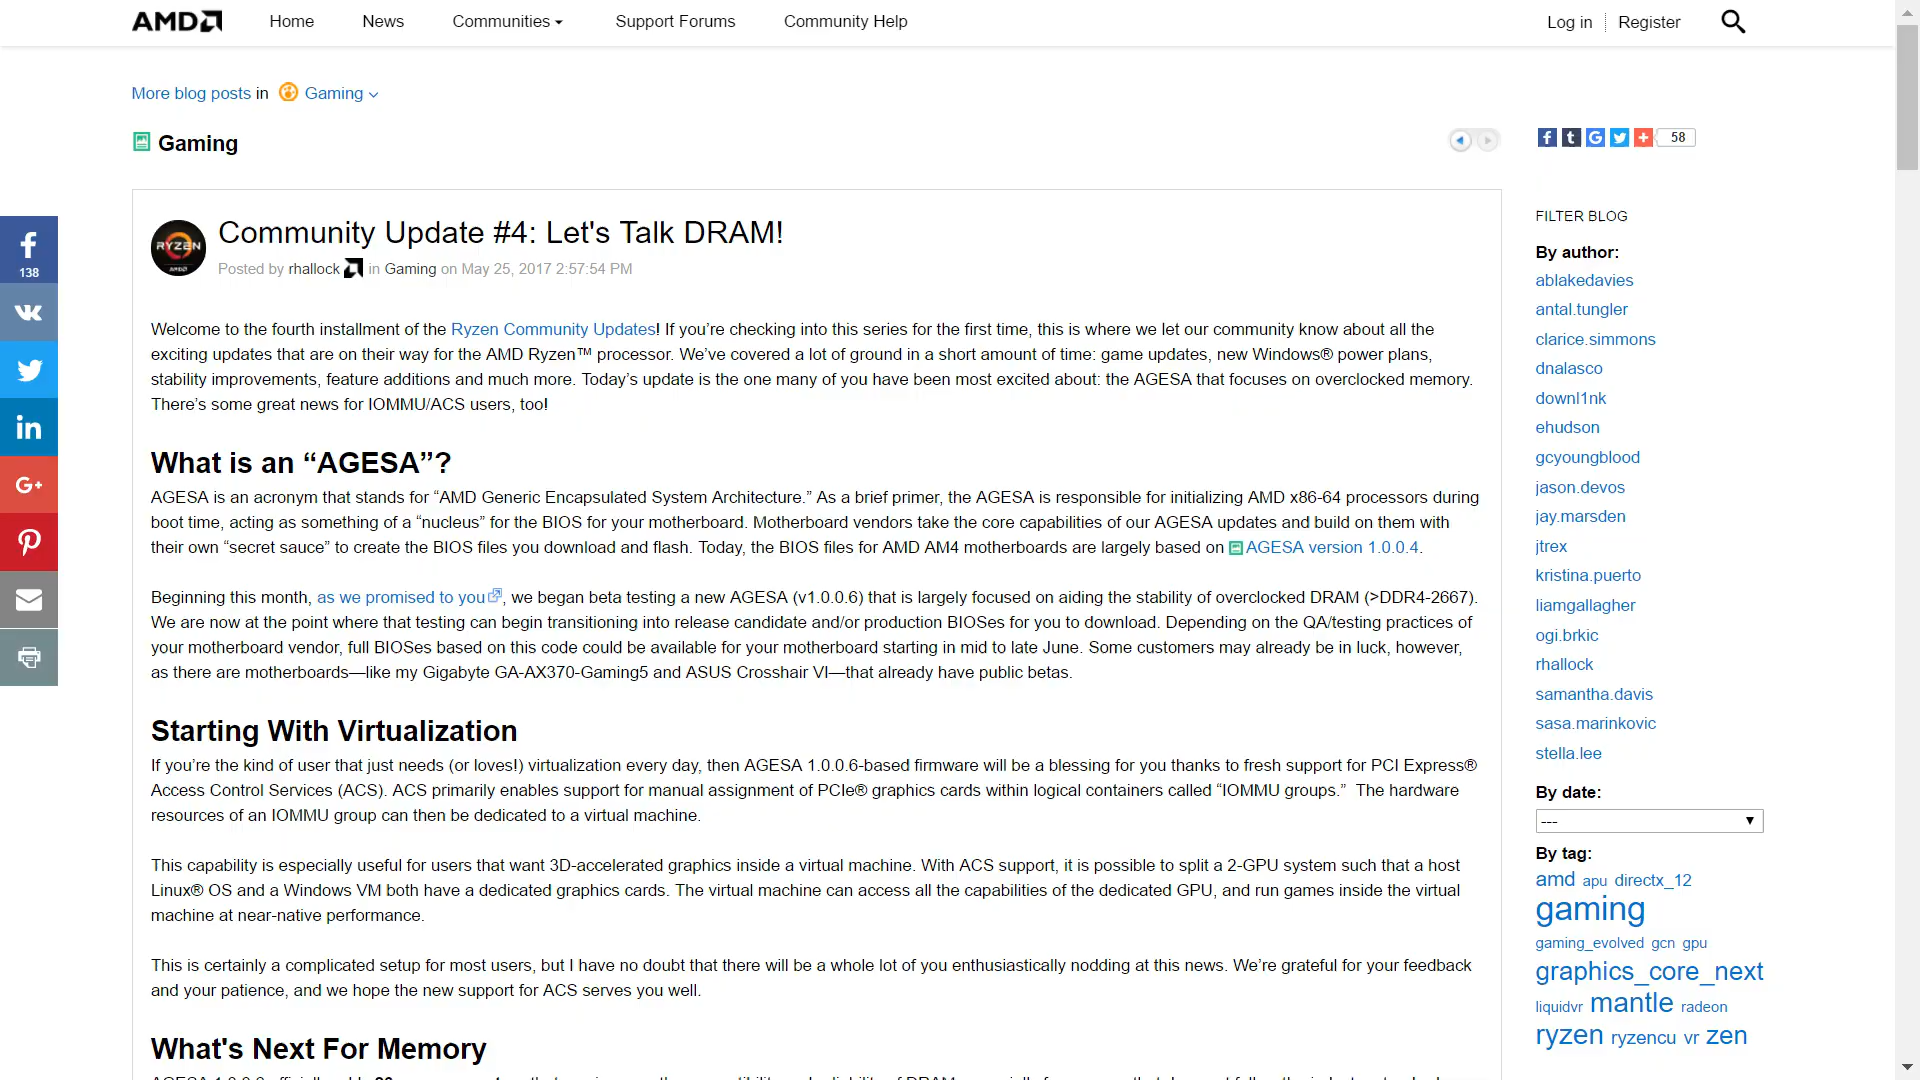 AMD Home News Communities Support Forums Community Help Log in Register
More blog posts in Gaming
Gaming
58
138
Community Update #4: Let's Talk DRAM!
RYZEN
AMD
Posted by rhallock in Gaming on May 25, 2017 2:57:54 PM
Welcome to the fourth installment of the Ryzen Community Updates! If you’re checking into this series for the first time, this is where we let our community know about all the
exciting updates that are on their way for the AMD Ryzen™ processor. We’ve covered a lot of ground in a short amount of time: game updates, new Windows® power plans,
stability improvements, feature additions and much more. Today’s update is the one many of you have been most excited about: the AGESA that focuses on overclocked memory.
There’s some great news for IOMMU/ACS users, too!
What is an “AGESA”?
AGESA is an acronym that stands for “AMD Generic Encapsulated System Architecture.” As a brief primer, the AGESA is responsible for initializing AMD x86-64 processors during
boot time, acting as something of a “nucleus” for the BIOS for your motherboard. Motherboard vendors take the core capabilities of our AGESA updates and build on them with
their own “secret sauce” to create the BIOS files you download and flash. Today, the BIOS files for AMD AM4 motherboards are largely based on AGESA version 1.0.0.4.
Beginning this month, as we promised to you, we began beta testing a new AGESA (v1.0.0.6) that is largely focused on aiding the stability of overclocked DRAM (>DDR4-2667).
We are now at the point where that testing can begin transitioning into release candidate and/or production BIOSes for you to download. Depending on the QA/testing practices of
your motherboard vendor, full BIOSes based on this code could be available for your motherboard starting in mid to late June. Some customers may already be in luck, however,
as there are motherboards—like my Gigabyte GA-AX370-Gaming5 and ASUS Crosshair VI—that already have public betas.
Starting With Virtualization
If you’re the kind of user that just needs (or loves!) virtualization every day, then AGESA 1.0.0.6-based firmware will be a blessing for you thanks to fresh support for PCI Express®
Access Control Services (ACS). ACS primarily enables support for manual assignment of PCIe® graphics cards within logical containers called “IOMMU groups.” The hardware
resources of an IOMMU group can then be dedicated to a virtual machine.
This capability is especially useful for users that want 3D-accelerated graphics inside a virtual machine. With ACS support, it is possible to split a 2-GPU system such that a host
Linux® OS and a Windows VM both have a dedicated graphics cards. The virtual machine can access all the capabilities of the dedicated GPU, and run games inside the virtual
machine at near-native performance.
This is certainly a complicated setup for most users, but I have no doubt that there will be a whole lot of you enthusiastically nodding at this news. We’re grateful for your feedback
and your patience, and we hope the new support for ACS serves you well.
What's Next For Memory
FILTER BLOG
By author:
ablakedavies
antal.tungler
clarice.simmons
dnalasco
downl1nk
ehudson
gcyoungblood
jason.devos
jay.marsden
jtrex
kristina.puerto
liamgallagher
ogi.brkic
rhallock
samantha.davis
sasa.marinkovic
stella.lee
By date:
---
By tag:
amd apu directx_12
gaming
gaming_evolved gcn gpu
graphics_core_next
liquidvr mantle radeon
ryzen ryzencu vr zen